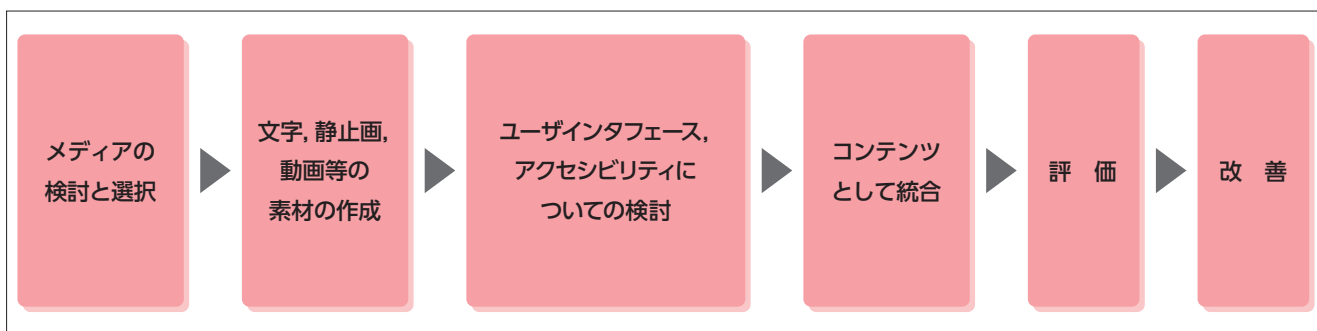 メディアの
検討と選択
文字, 静止画,
動画等の
素材の作成
ユーザインタフェース,
アクセシビリティに
ついての検討
コンテンツ
として統合
評　価
改　善